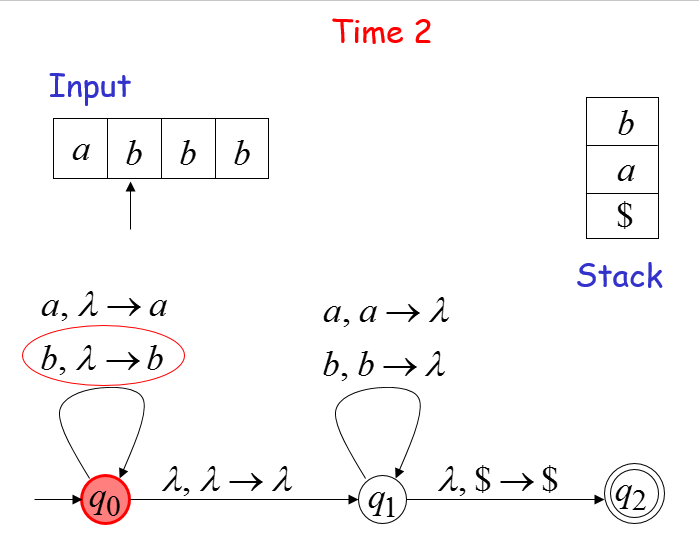 Time 2
Input
a b b b
b
a
$
Stack
a, λ → a
b, λ → b
a, a → λ
b, b → λ
λ, λ → λ
λ, $ → $
q0
q1
q2